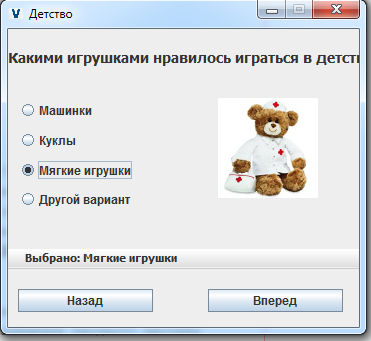 Детство
Какими игрушками нравилось играться в детст
Машинки
Куклы
Мягкие игрушки
Другой вариант
Выбрано: Мягкие игрушки
Назад
Вперед